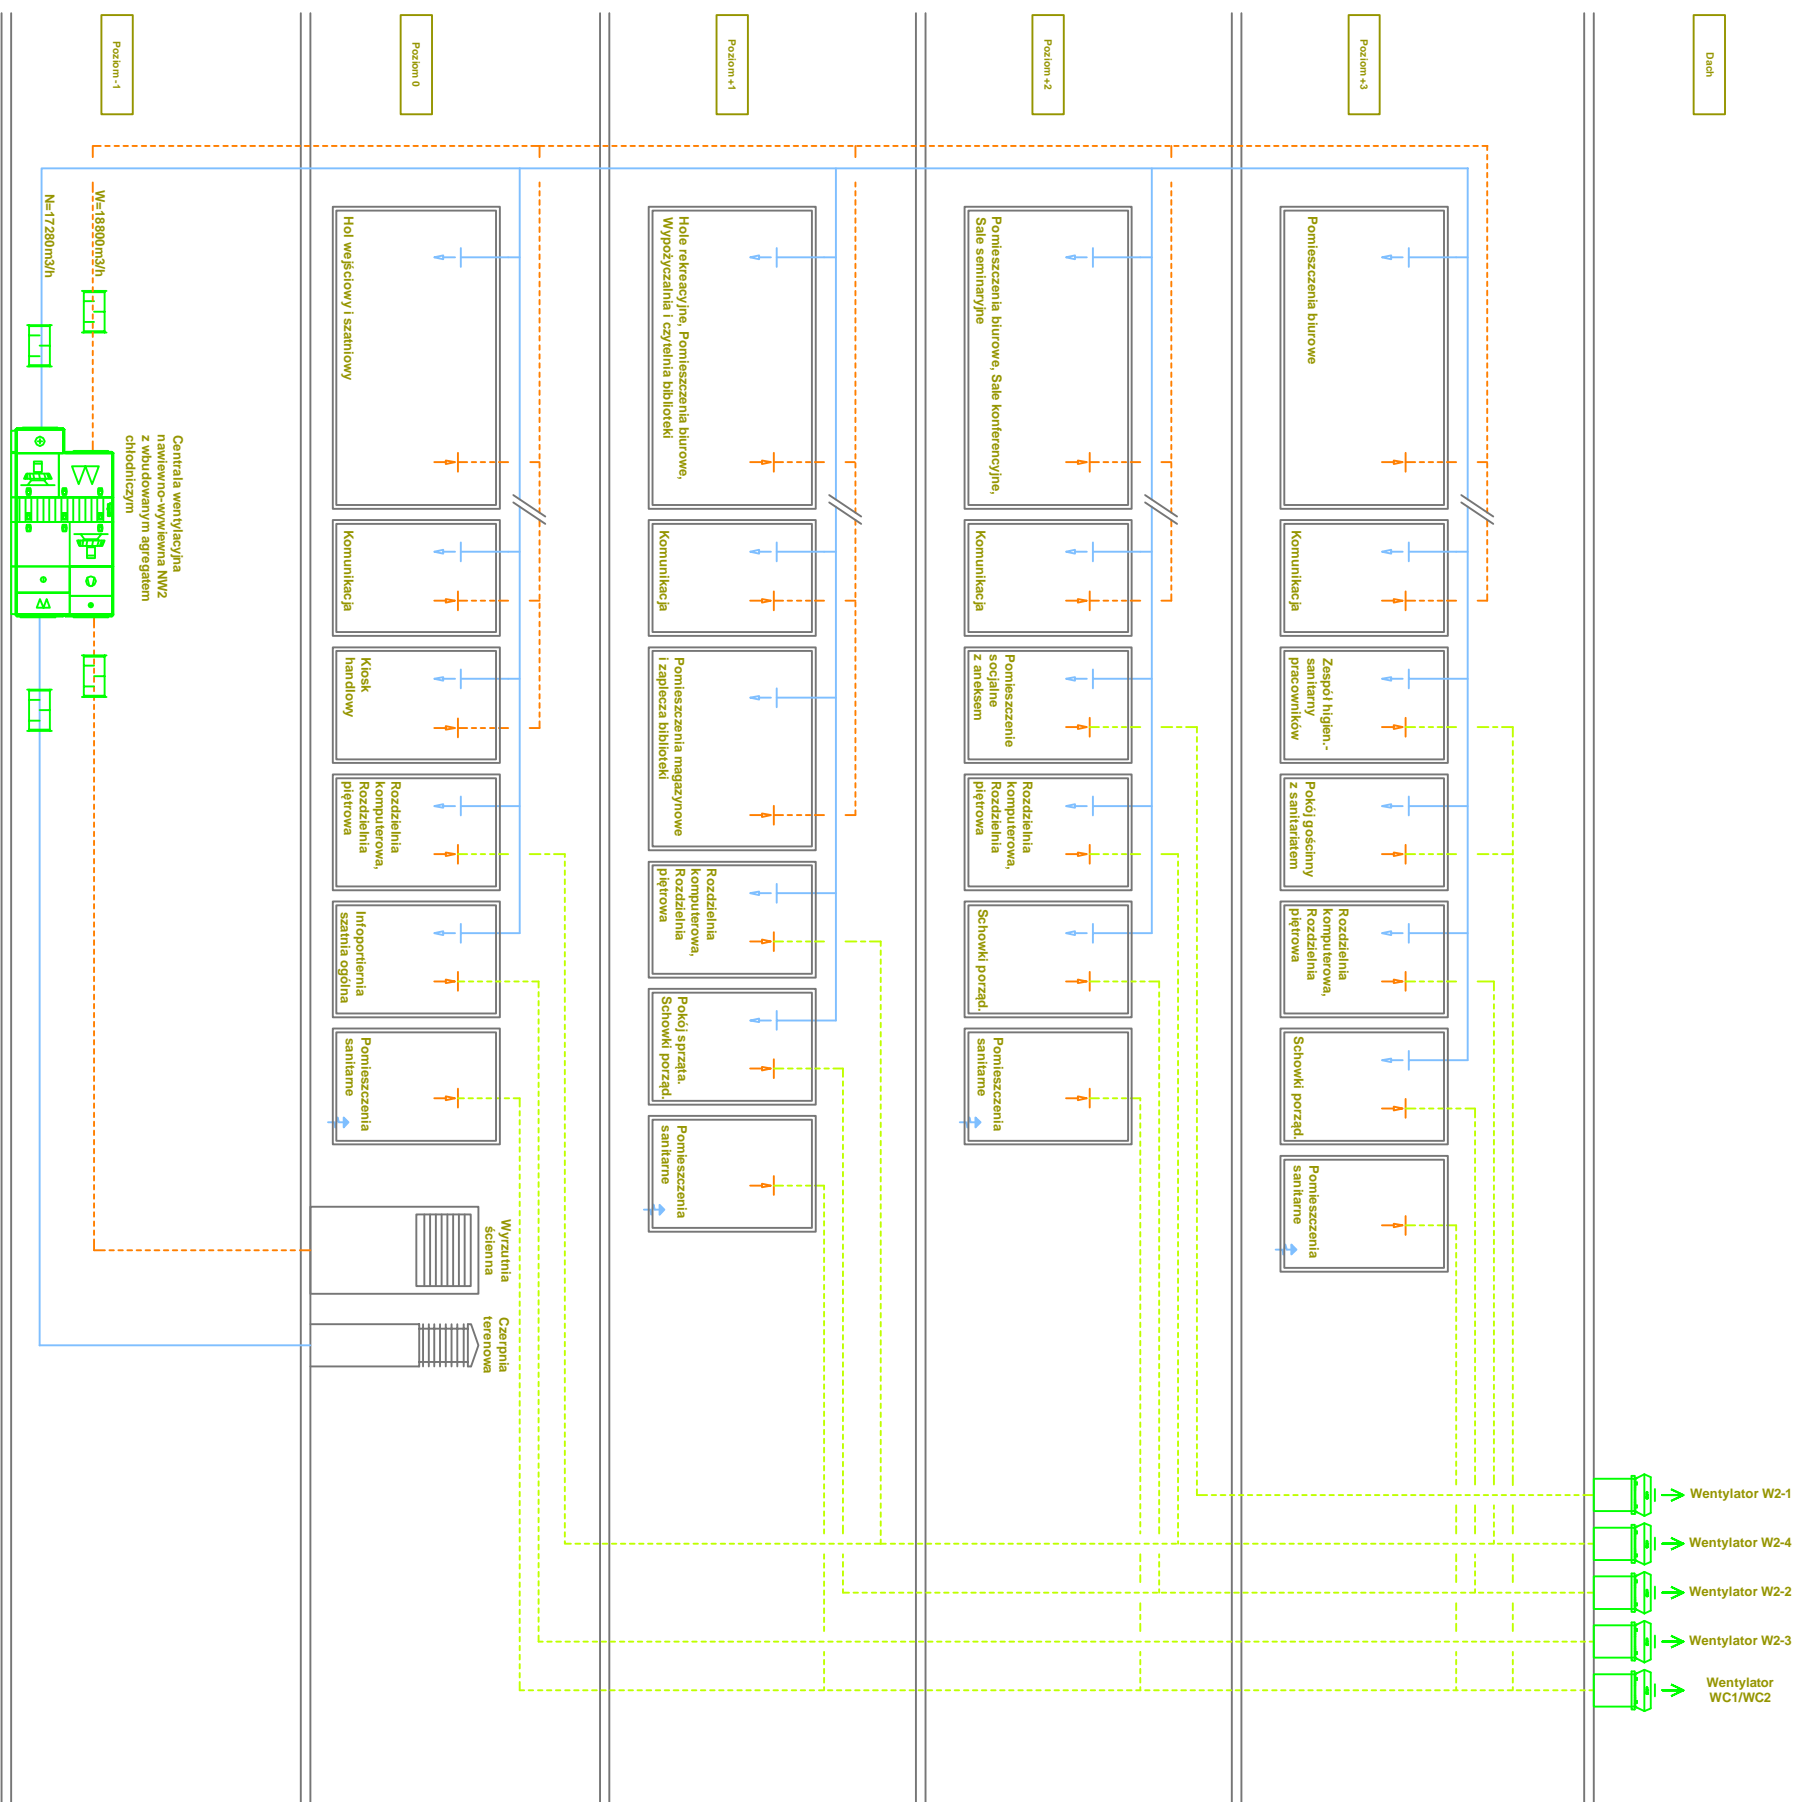 Dach
Wentylator W2-1
Wentylator W2-4
Wentylator W2-2
Wentylator W2-3
Wentylator
WC1/WC2
Poziom +3
Pomieszczenia biurowe
Komunikacja
Zespół higien.-
sanitarny
pracowników
Pokój gościnny
z sanitariatem
Rozdzielnia
komputerowa,
Rozdzielnia
piętrowa
Schowki porząd.
Pomieszczenia
sanitarne
Poziom +2
Pomieszczenia biurowe, Sale konferencyjne,
Sale seminaryjne
Komunikacja
Pomieszczenie
socjalne
z aneksem
Rozdzielnia
komputerowa,
Rozdzielnia
piętrowa
Schowki porząd.
Pomieszczenia
sanitarne
Poziom +1
Hole rekreacyjne, Pomieszczenia biurowe,
Wypożyczalnia i czytelnia biblioteki
Komunikacja
Pomieszczenia magazynowe
i zaplecza biblioteki
Rozdzielnia
komputerowa,
Rozdzielnia
piętrowa
Pokój sprząta.
Schowki porząd.
Pomieszczenia
sanitarne
Poziom 0
Hol wejściowy i szatniowy
Komunikacja
Kiosk
handlowy
Rozdzielnia
komputerowa,
Rozdzielnia
piętrowa
Infoportiernia
szatnia ogólna
Pomieszczenia
sanitarne
Wyrzutnia
ścienna
Czerpnia
terenowa
Poziom -1
W=18800m3/h
N=17280m3/h
Centrala wentylacyjna
nawiewno-wywiewna NW2
z wbudowanym agregatem
chłodniczym